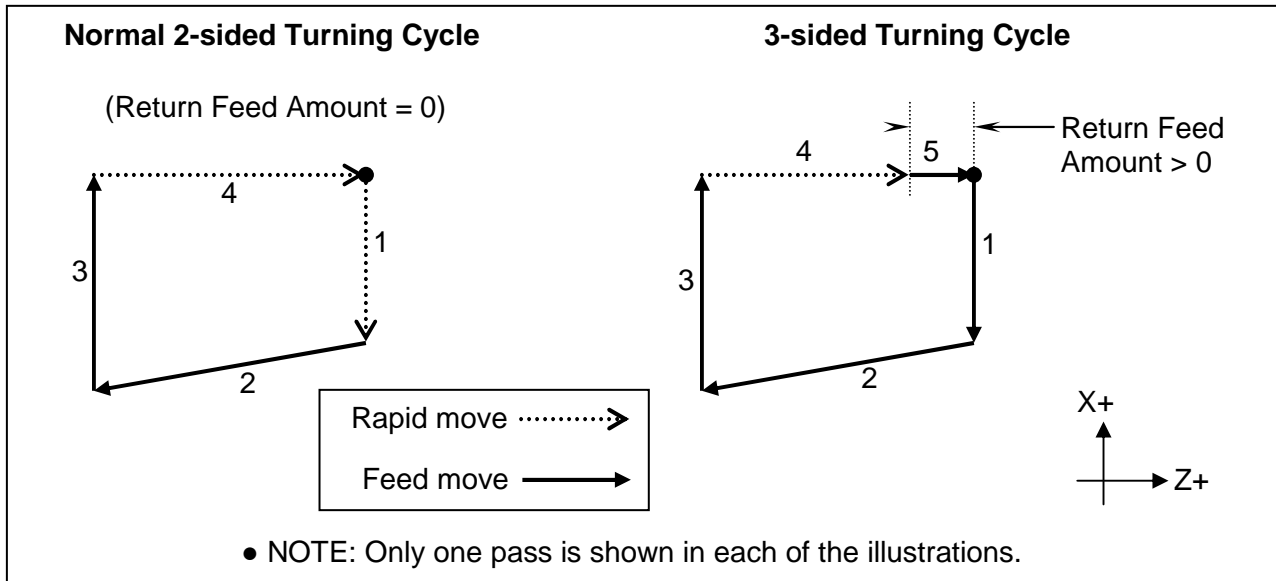 Normal 2-sided Turning Cycle
(Return Feed Amount = 0)
4
1
3
2
3-sided Turning Cycle
4
5
Return Feed
Amount > 0
1
3
2
Rapid move
Feed move
X+
Z+
● NOTE: Only one pass is shown in each of the illustrations.